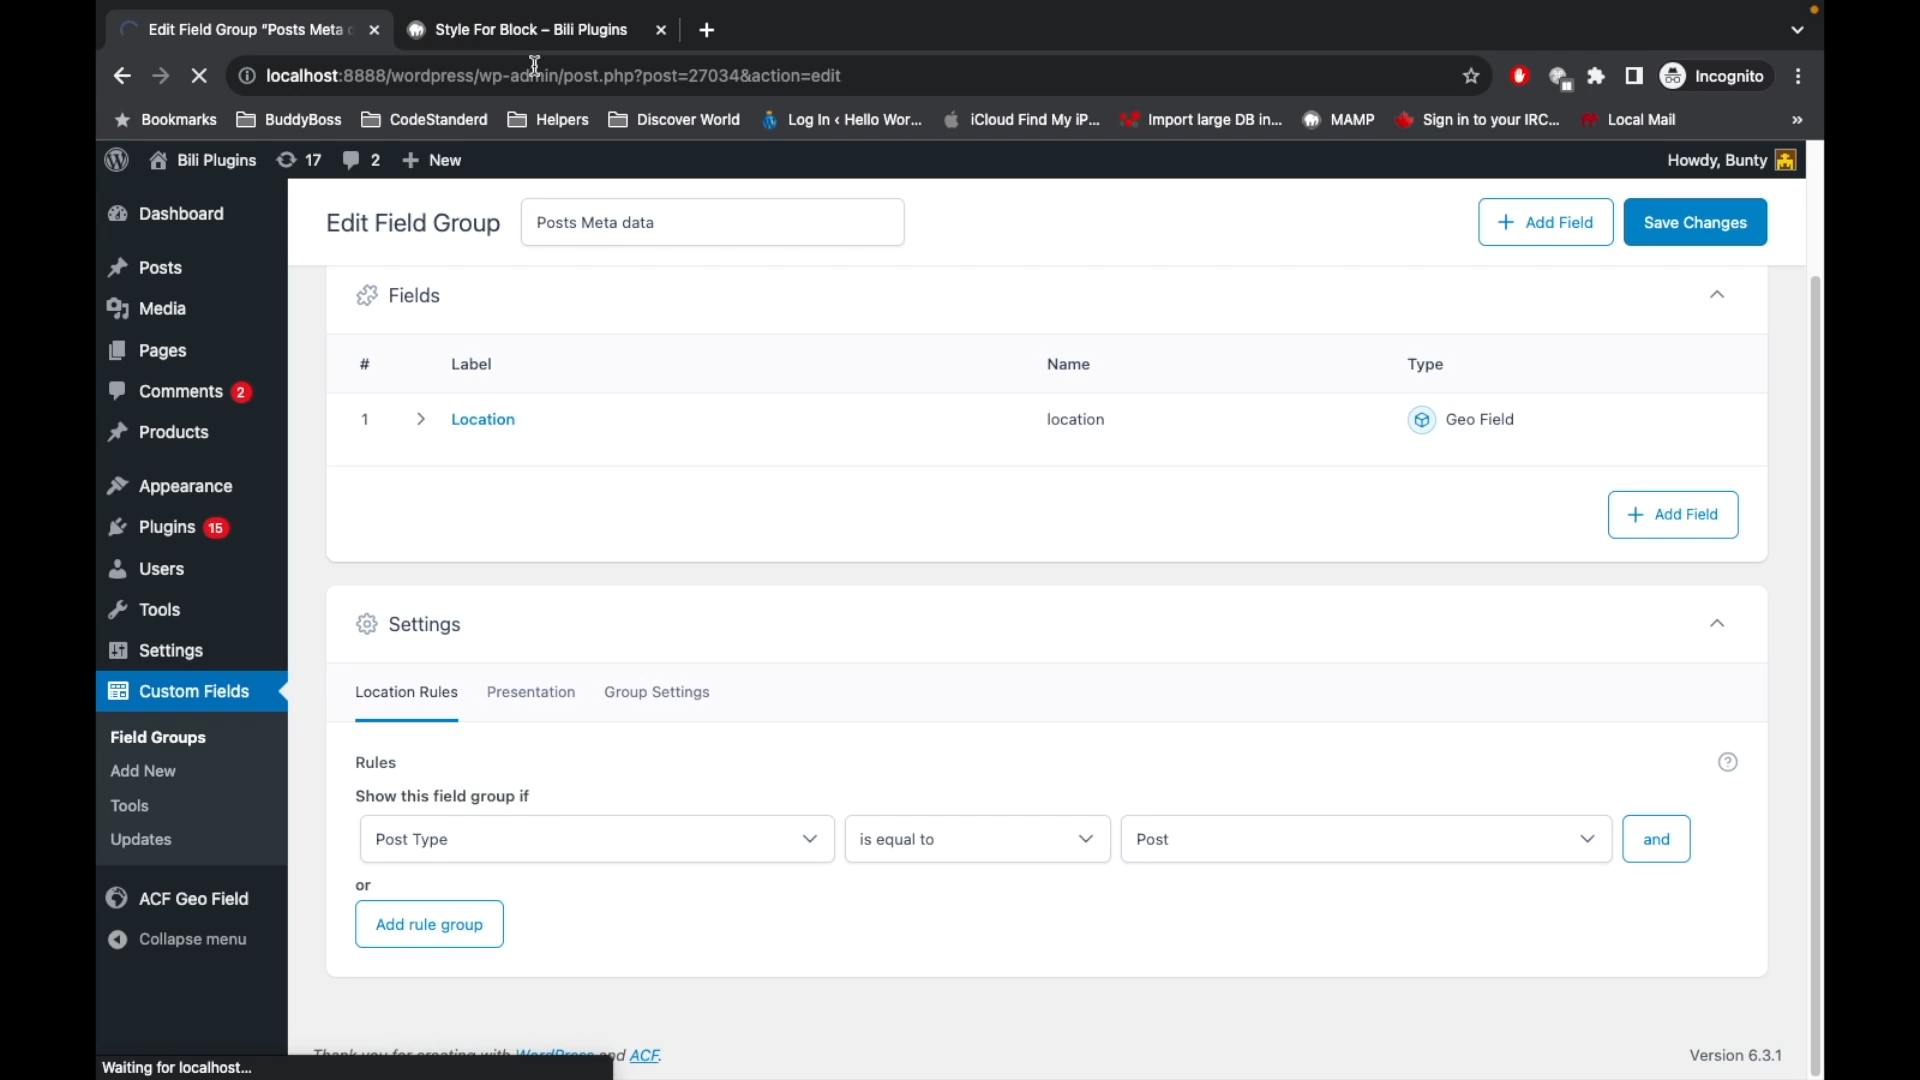 Edit Field Group "Posts Meta
Style For Block – Bili Plugins
localhost:8888/wordpress/wp-admin/post.php?post=27034&action=edit
Incognito
Bookmarks
BuddyBoss
CodeStanderd
Helpers
Discover World
Log In ‹ Hello Wor...
iCloud Find My iP...
Import large DB in...
MAMP
Sign in to your IRC...
Local Mail
»
Bili Plugins
17
2
New
Howdy, Bunty
Dashboard
Posts
Media
Pages
Comments 2
Products
Appearance
Plugins 15
Users
Tools
Settings
Custom Fields
Field Groups
Add New
Tools
Updates
ACF Geo Field
Collapse menu
Edit Field Group
Posts Meta data
+ Add Field
Save Changes
Fields
# Label Name Type
1 Location location Geo Field
+ Add Field
Settings
Location Rules Presentation Group Settings
Rules
Show this field group if
Post Type is equal to Post and
or
Add rule group
Thank you for creating with WordPress and ACF.
Version 6.3.1
Waiting for localhost...